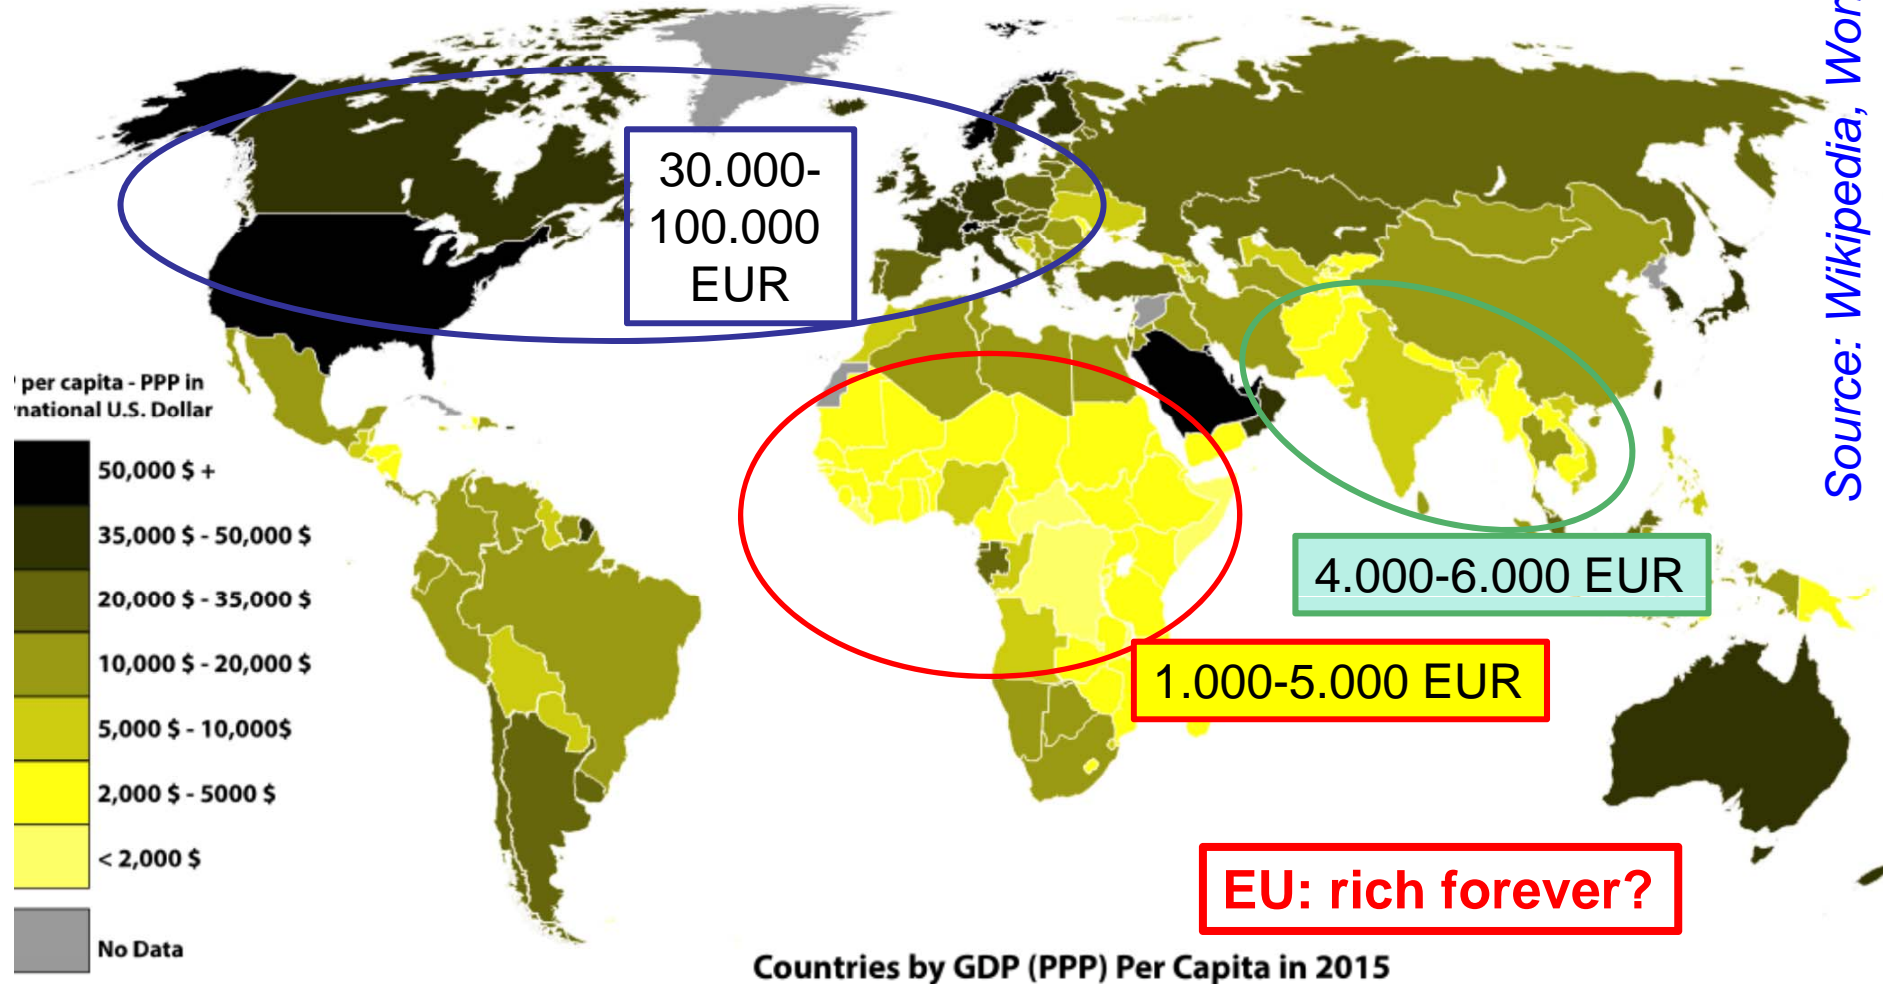 Source: Wikipedia,
30.000-
100.000
EUR
per capita - PPP in
U.S. Dollar
50,000 $ +
35,000 $ - 50,000 $
20,000 $ - 35,000 $
10,000 $ - 20,000 $
5,000 $ - 10,000$
2,000 $ - 5000 $
< 2,000 $
No Data
4.000-6.000 EUR
1.000-5.000 EUR
EU: rich forever?
Countries by GDP (PPP) Per Capita in 2015